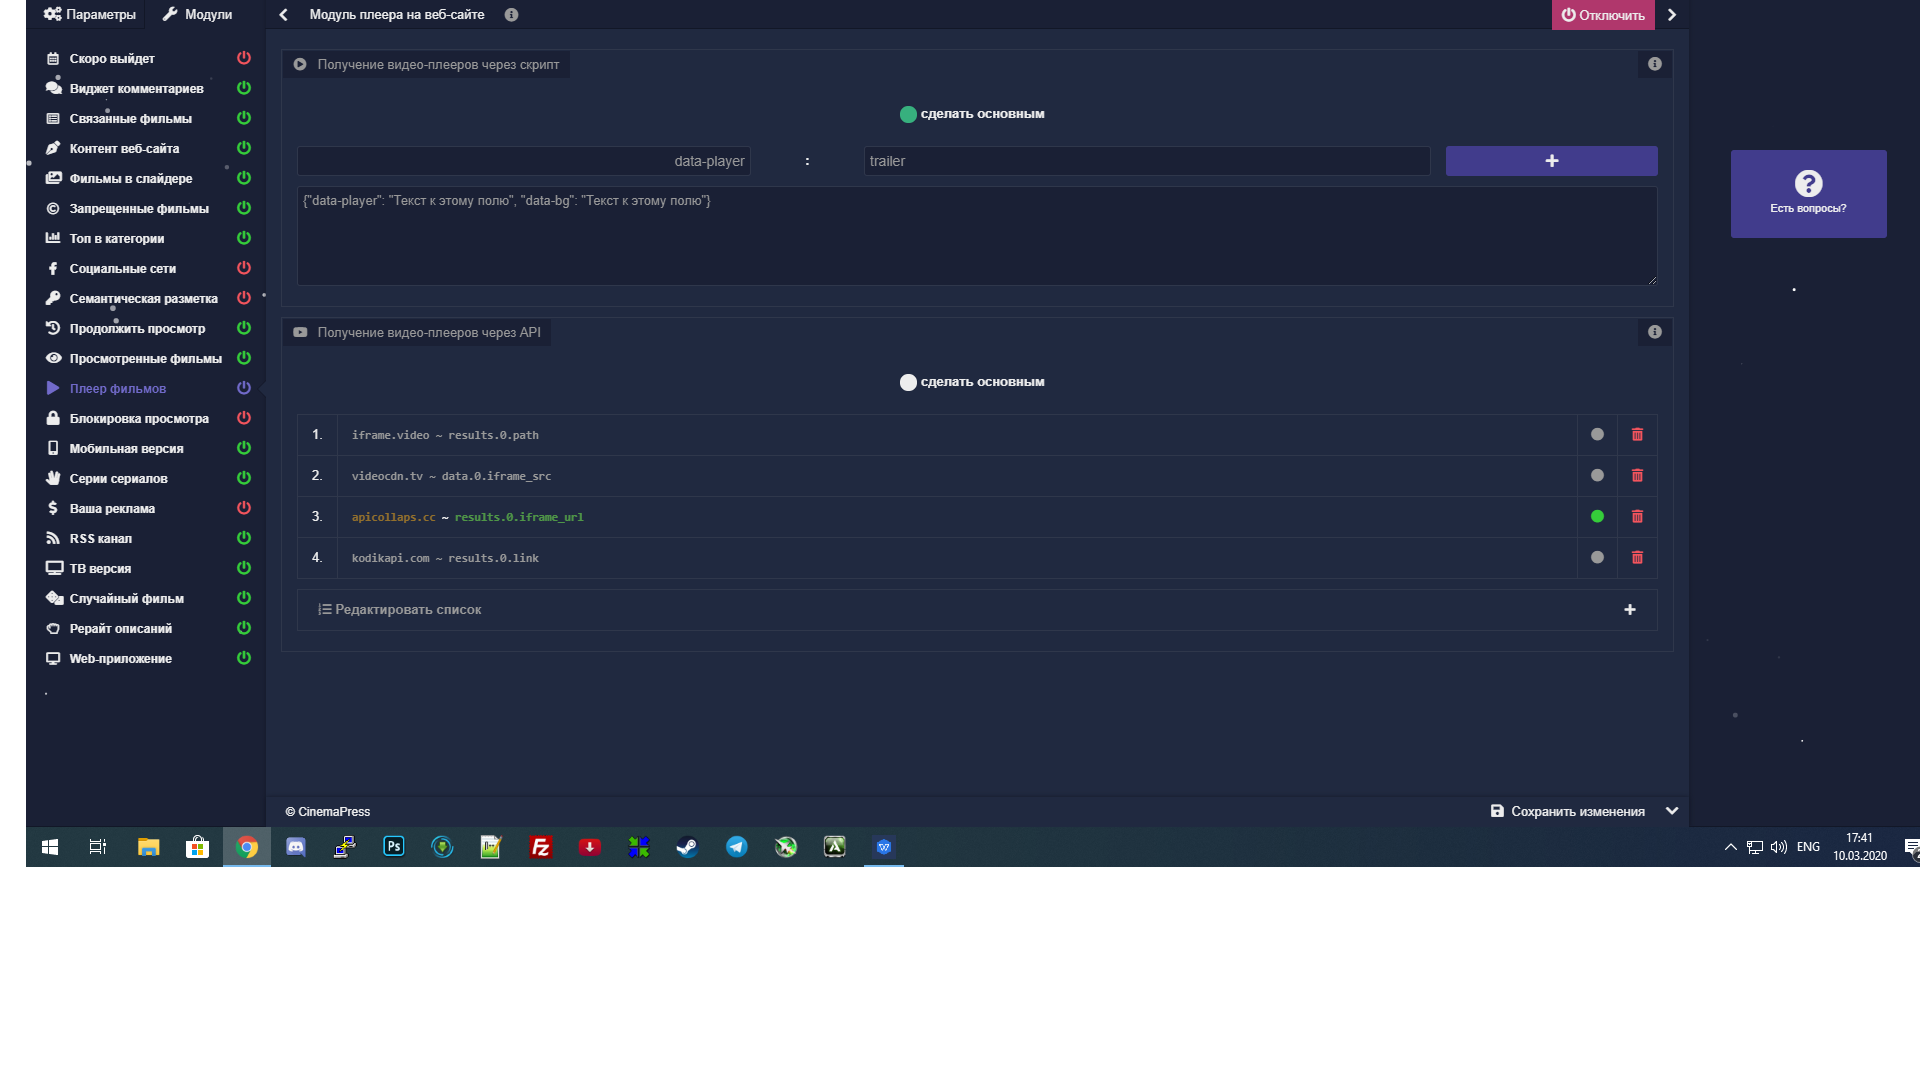 Параметры
Модули
Модуль плеера на веб-сайте
Отключить
Скоро выйдет
Виджет комментариев
Связанные фильмы
Контент веб-сайта
Фильмы в слайдере
Запрещенные фильмы
Топ в категории
Социальные сети
Семантическая разметка
Продолжить просмотр
Просмотренные фильмы
Плеер фильмов
Блокировка просмотра
Мобильная версия
Серии сериалов
Ваша реклама
RSS канал
ТВ версия
Случайный фильм
Рерайт описаний
Web-приложение
Получение видео-плееров через скрипт
сделать основным
data-player : trailer +
{"data-player": "Текст к этому полю", "data-bg": "Текст к этому полю"}
Получение видео-плееров через API
сделать основным
1. iframe.video ~ results.0.path
2. videocdn.tv ~ data.0.iframe_src
3. apicollaps.cc ~ results.0.iframe_url
4. kodikapi.com ~ results.0.link
Редактировать список +
Есть вопросы?
© CinemaPress
Сохранить изменения
Ps
Fz
A
ENG
17:41
10.03.2020